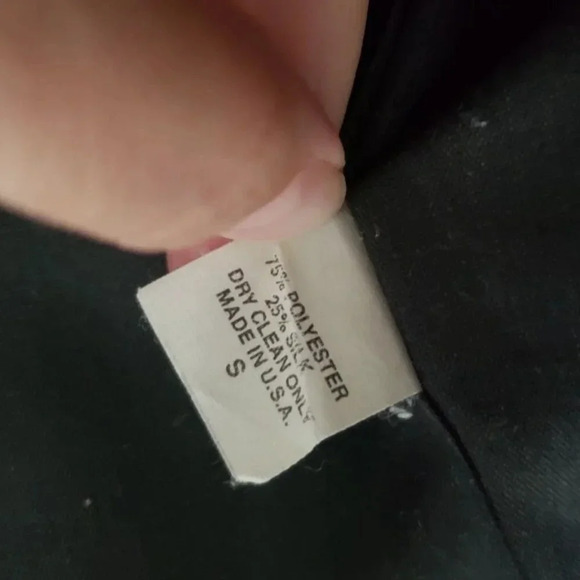 75% POLYESTER
25% SILK
DRY CLEAN ONLY
MADE IN U.S.A.
S